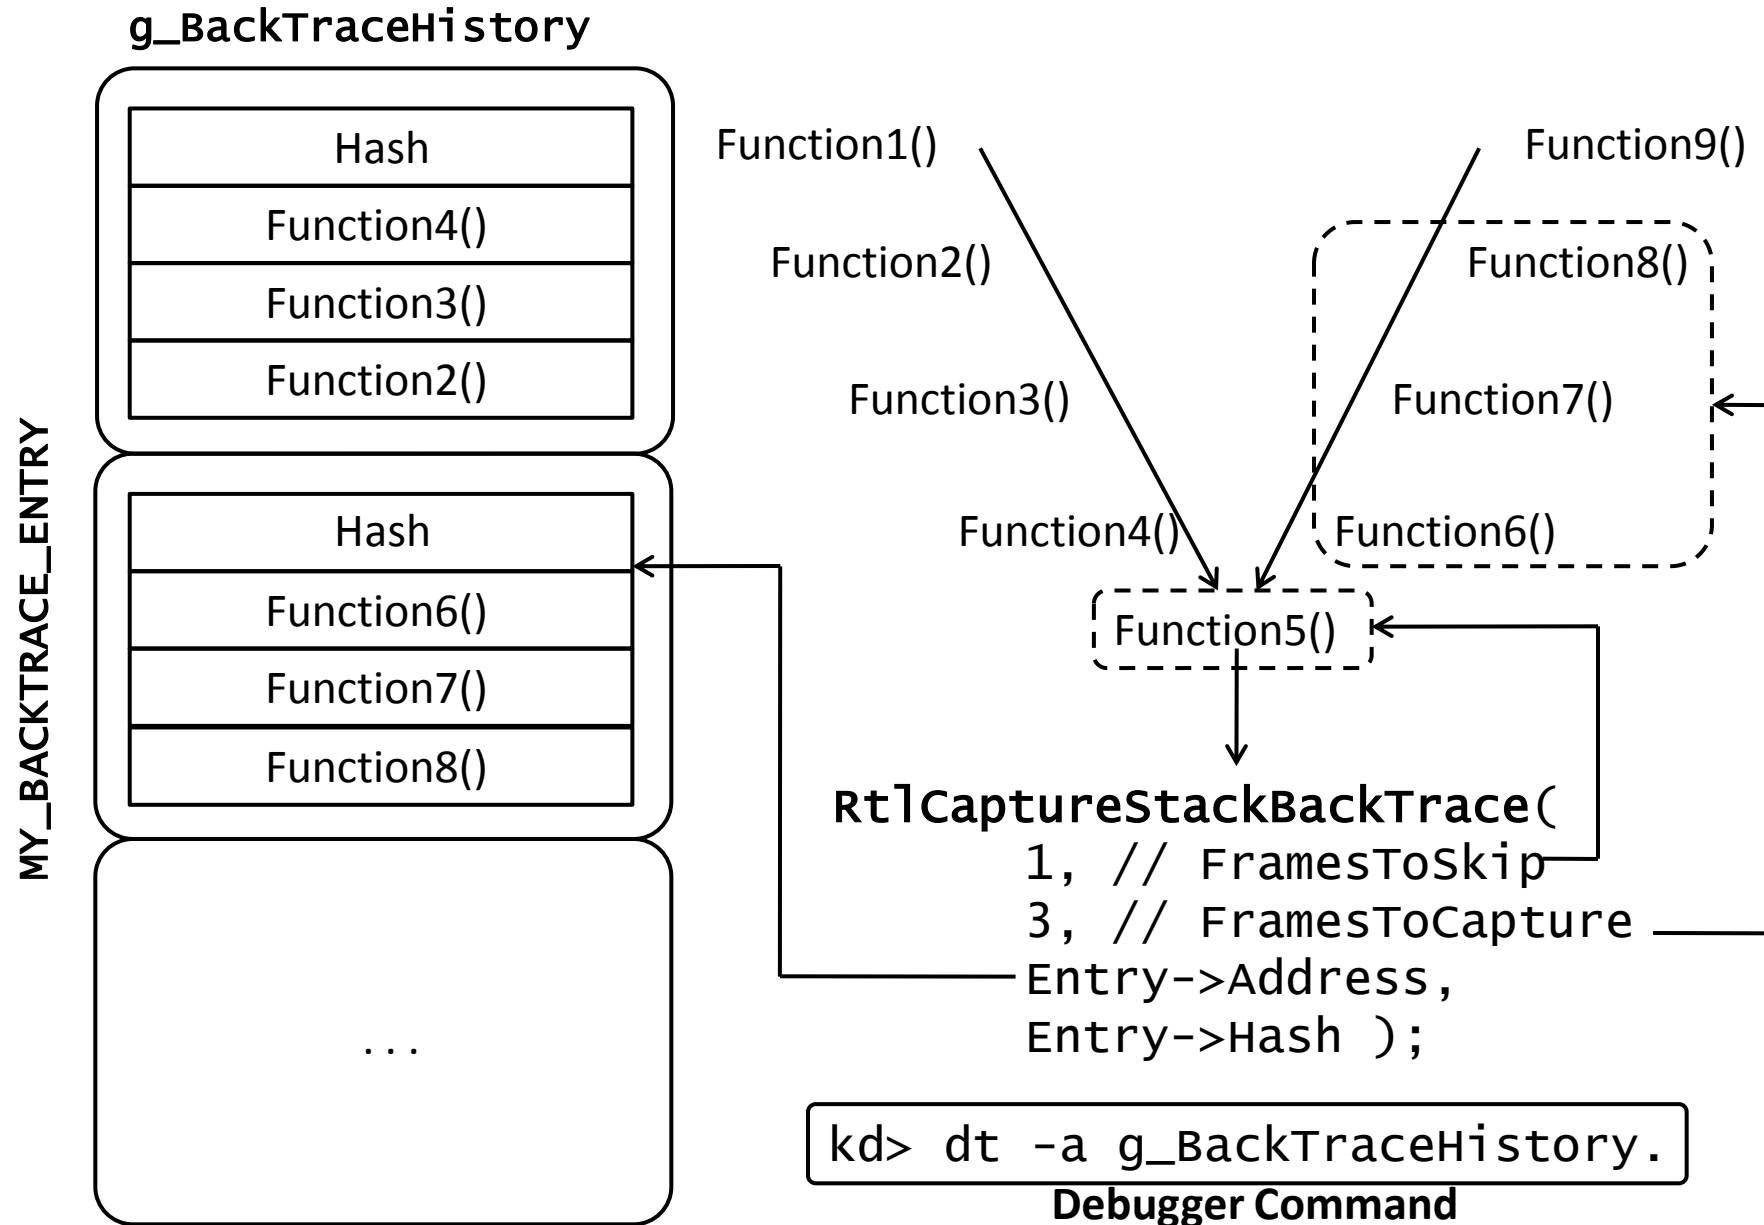 g_BackTraceHistory
MY_BACKTRACE_ENTRY
Hash
Function4()
Function3()
Function2()
Hash
Function6()
Function7()
Function8()
...
Function1()
Function9()
Function2()
Function8()
Function3()
Function7()
Function4()
Function6()
Function5()
RtlCaptureStackBackTrace(
1, // FramesToSkip
3, // FramesToCapture
Entry->Address,
Entry->Hash );
kd> dt -a g_BackTraceHistory.
Debugger Command